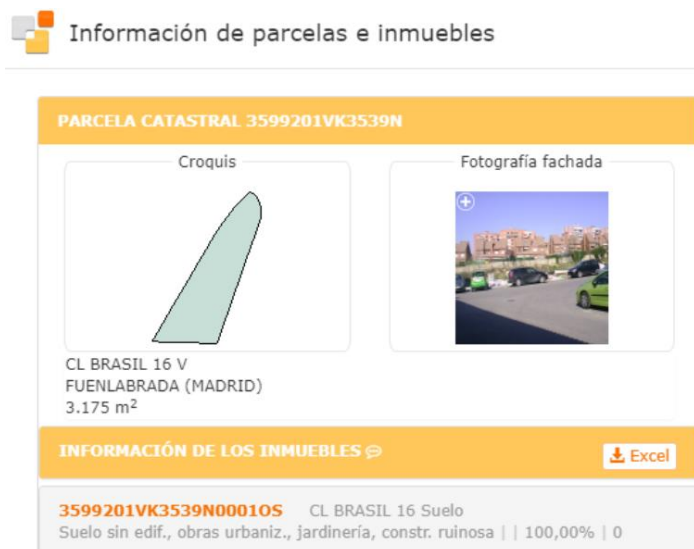 Información de parcelas e inmuebles
PARCELA CATASTRAL 3599201VK3539N
Croquis
Fotografía fachada
CL BRASIL 16 V
FUENLABRADA (MADRID)
3.175 m²
INFORMACIÓN DE LOS INMUEBLES
Excel
3599201VK3539N0001OS CL BRASIL 16 Suelo
Suelo sin edif., obras urbaniz., jardinería, constr. ruinosa | | 100,00% | 0